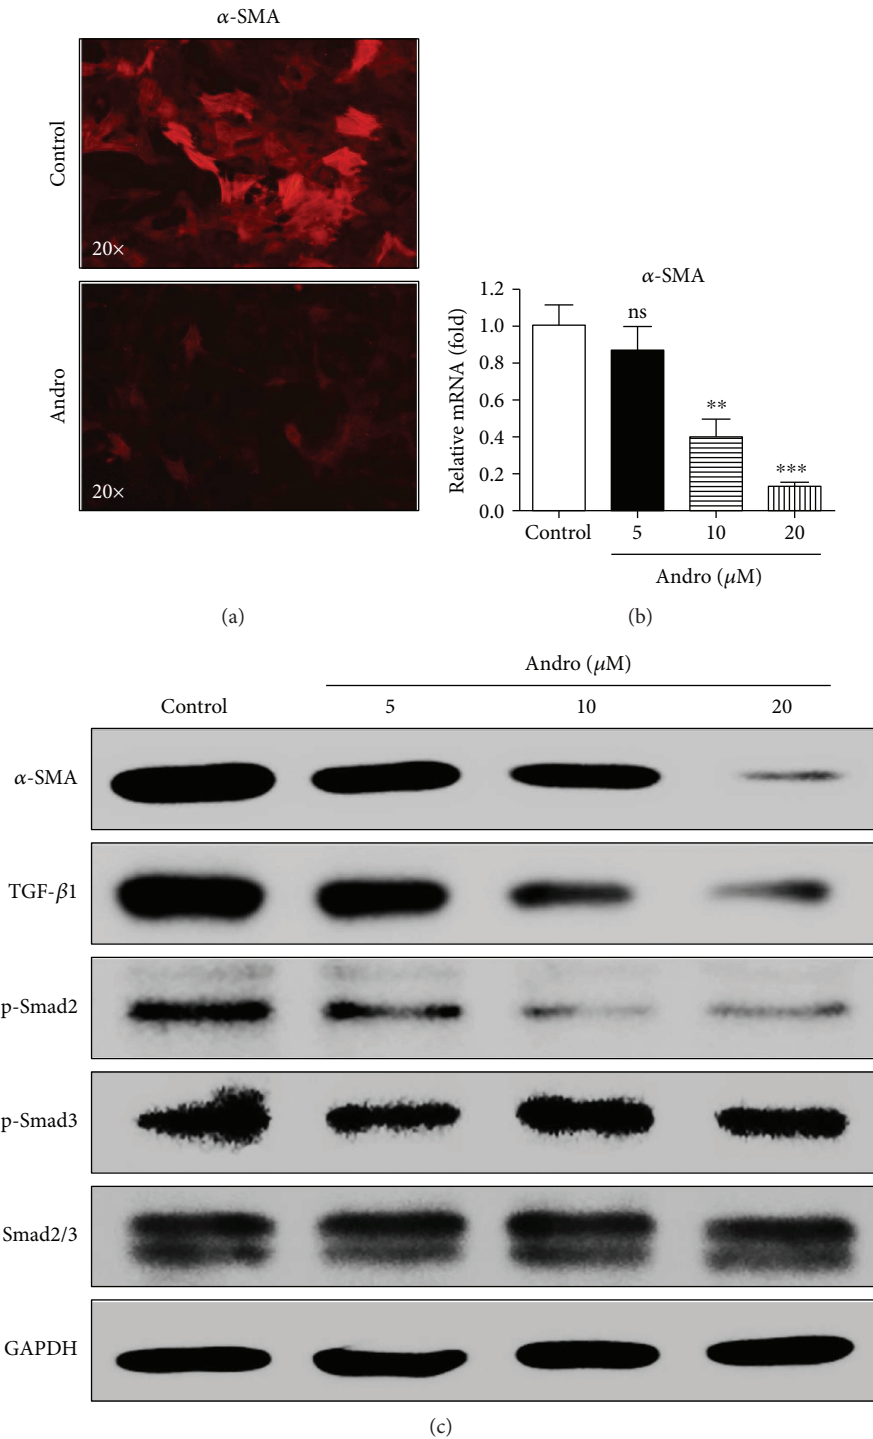 α-SMA
Control
20×
Andro
20×
(a)
α-SMA
Relative mRNA (fold)
1.2
1.0
0.8
0.6
0.4
0.2
0.0
ns
**
***
Control 5 10 20
Andro (μM)
(b)
Andro (μM)
Control 5 10 20
α-SMA
TGF-β1
p-Smad2
p-Smad3
Smad2/3
GAPDH
(c)